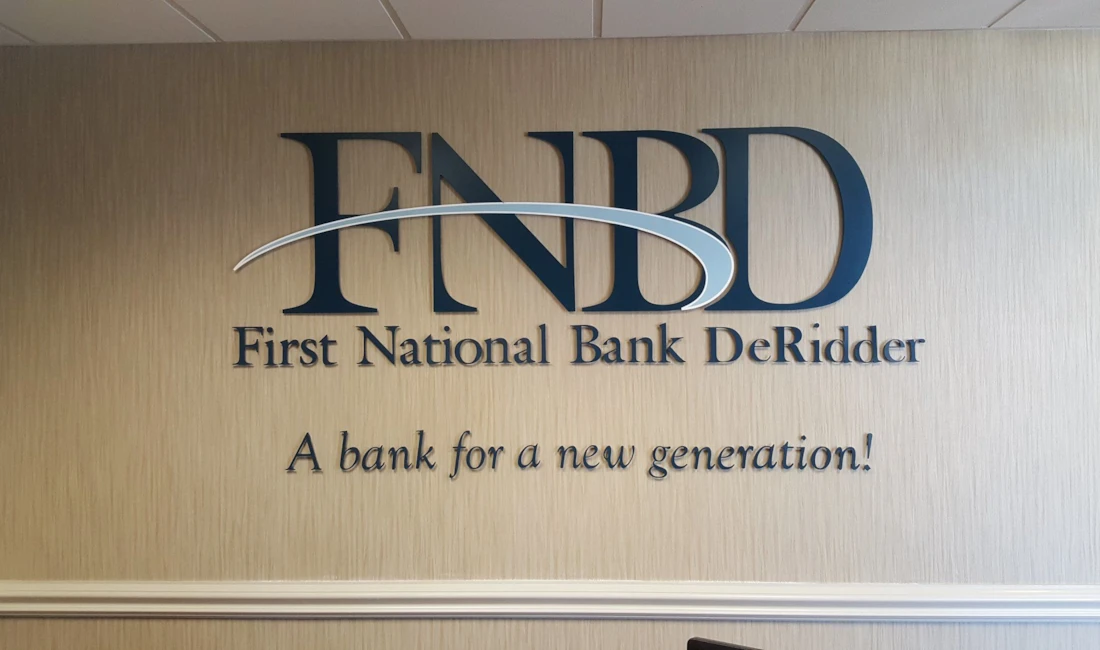 FNBD
First National Bank DeRidder
A bank for a new generation!